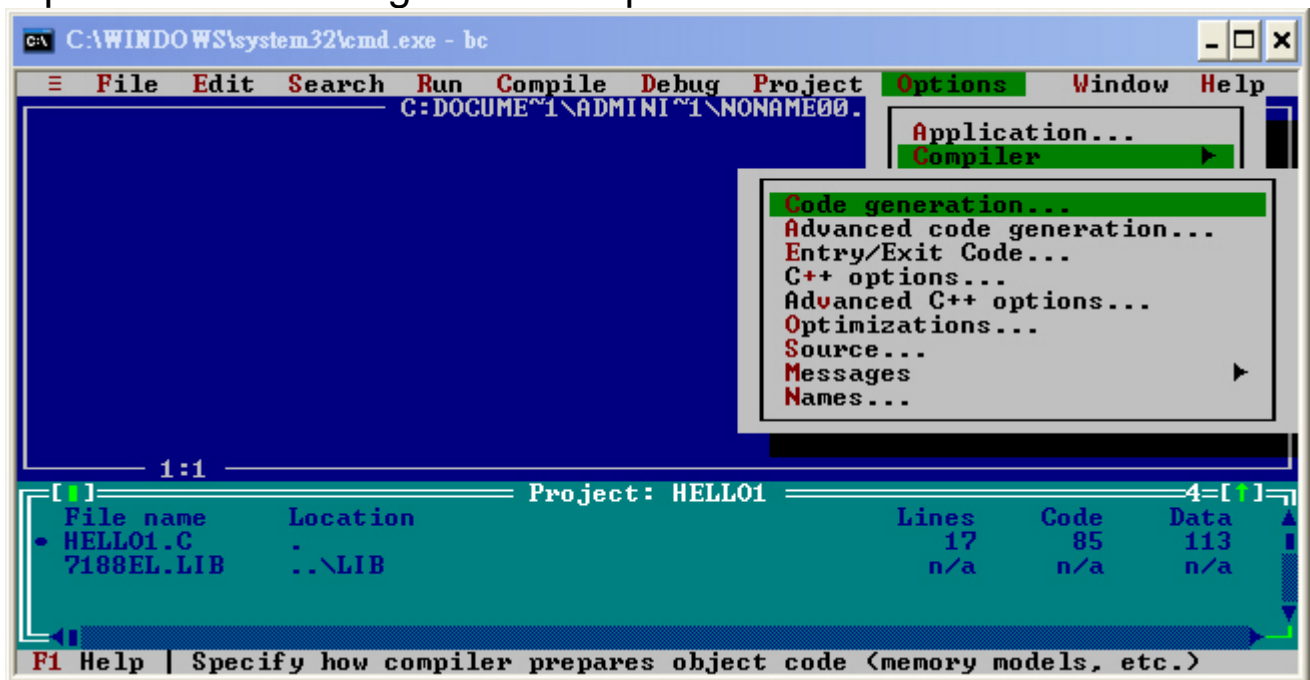 C:\WINDOWS\system32\cmd.exe - bc
≡ File Edit Search Run Compile Debug Project Options Window Help
C:DOCUME~1\ADMINI~1\NONAME00.
Application...
Compiler
Code generation...
Advanced code generation...
Entry/Exit Code...
C++ options...
Advanced C++ options...
Optimizations...
Source...
Messages
Names...
1:1
Project: HELLO1 4=[↑]
File name Location Lines Code Data
• HELLO1.C . 17 85 113
7188EL.LIB ..\LIB n/a n/a n/a
F1 Help | Specify how compiler prepares object code (memory models, etc.)